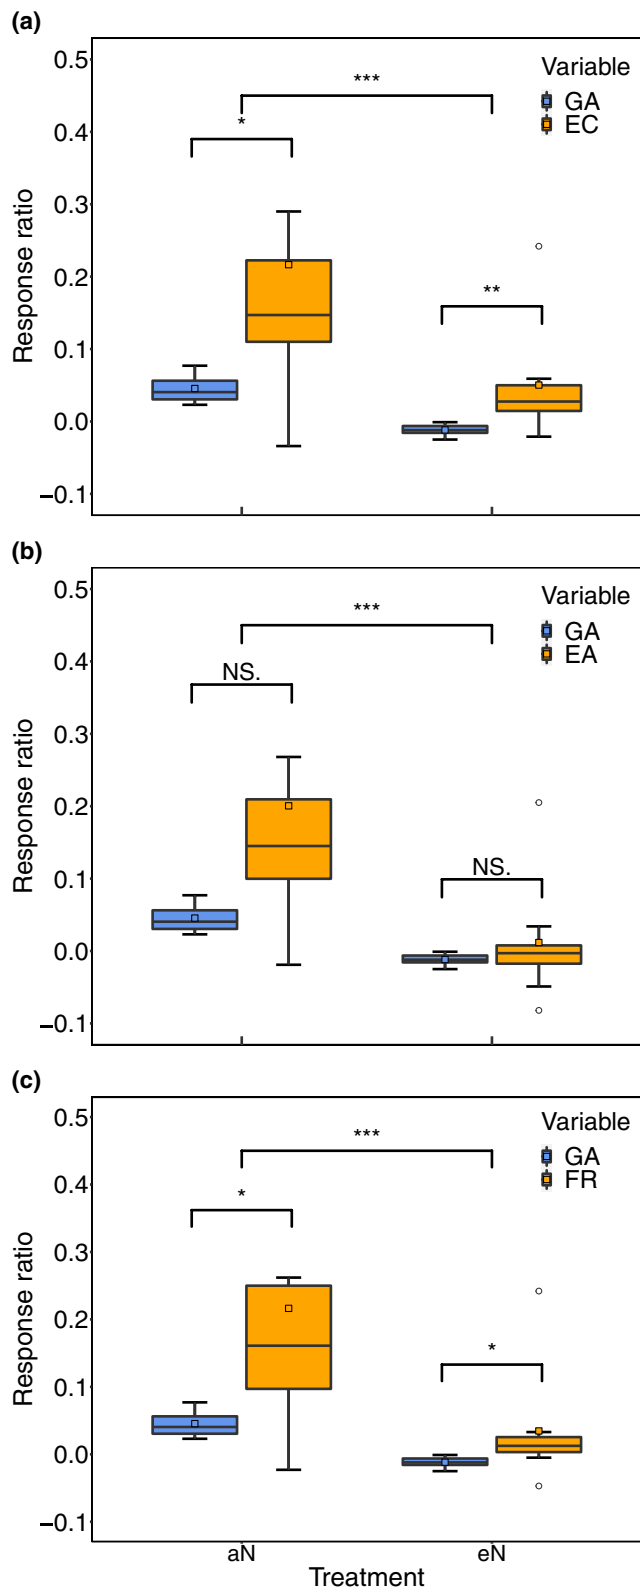 (a)
0.5
0.4
0.3
0.2
0.1
0.0
−0.1
Response ratio
***
*
**
Variable
GA
EC
(b)
0.5
0.4
0.3
0.2
0.1
0.0
−0.1
Response ratio
***
NS.
NS.
Variable
GA
EA
(c)
0.5
0.4
0.3
0.2
0.1
0.0
−0.1
Response ratio
***
*
*
Variable
GA
FR
aN eN
Treatment